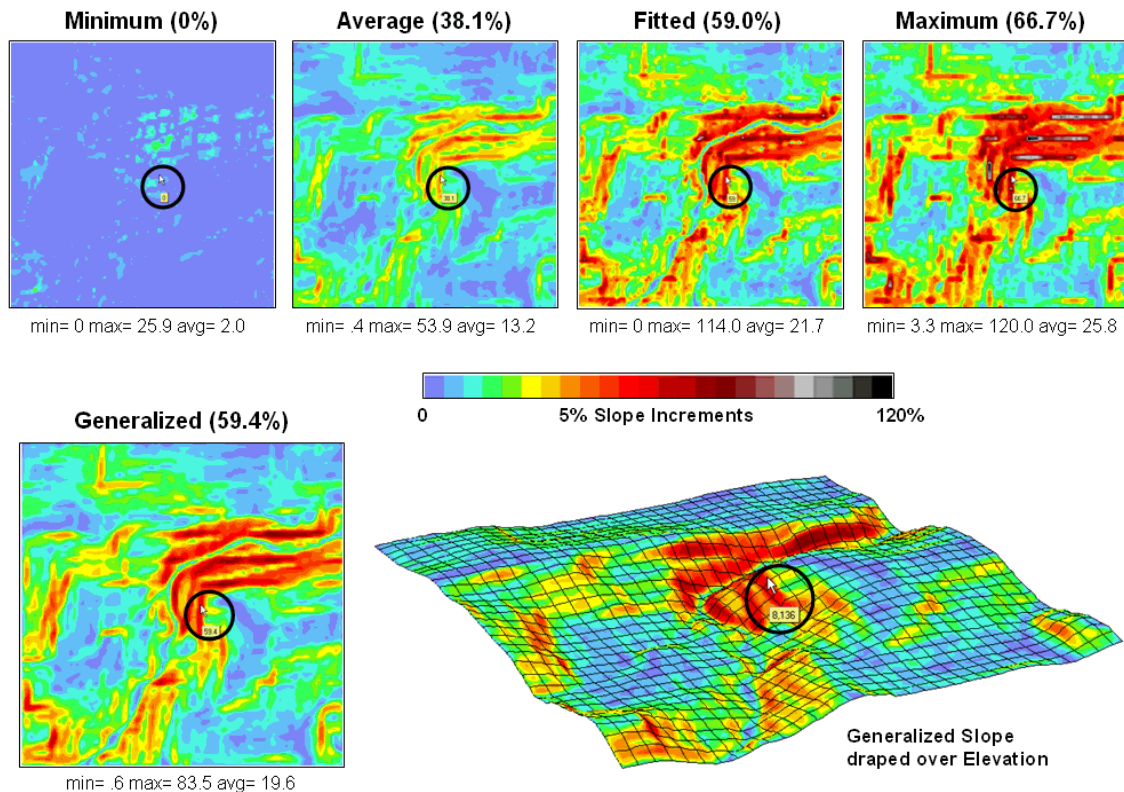 Minimum (0%)
Average (38.1%)
Fitted (59.0%)
Maximum (66.7%)
0
38.1
59
66.7
min= 0 max= 25.9 avg= 2.0
min= .4 max= 53.9 avg= 13.2
min= 0 max= 114.0 avg= 21.7
min= 3.3 max= 120.0 avg= 25.8
0
5% Slope Increments
120%
Generalized (59.4%)
59.4
min= .6 max= 83.5 avg= 19.6
8,136
Generalized Slope
draped over Elevation